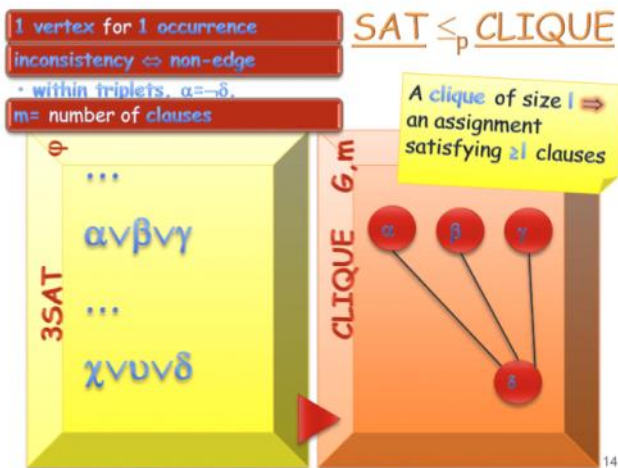 1 vertex for 1 occurrence
inconsistency ⇔ non-edge
• within triplets, α=¬δ,
m= number of clauses
SAT ≤p CLIQUE
A clique of size l ⇒
an assignment
satisfying ≥l clauses
3SAT φ
...
α∨β∨γ
...
χ∨υ∨δ
CLIQUE G,m
α β γ
δ
14